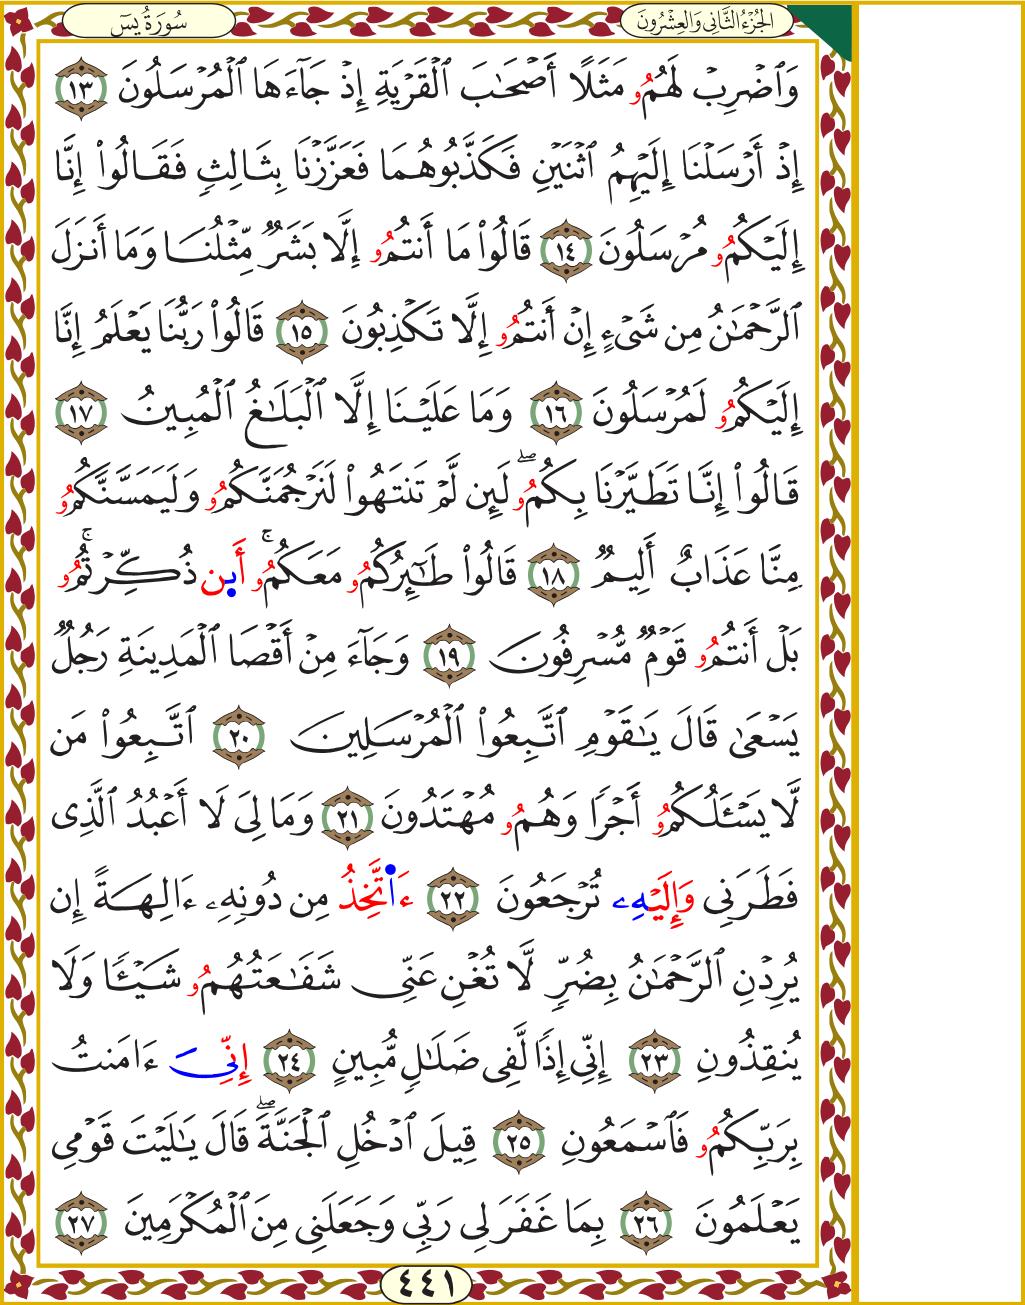 سُورَةُ يسٓ
الجُزْءُ الثَّانِي وَالعِشْرُونَ
وَٱضْرِبْ لَهُمُۥ مَثَلًا أَصْحَٰبَ ٱلْقَرْيَةِ إِذْ جَآءَهَا ٱلْمُرْسَلُونَ ١٣
إِذْ أَرْسَلْنَا إِلَيْهِمُ ٱثْنَيْنِ فَكَذَّبُوهُمَا فَعَزَّزْنَا بِثَالِثٍ فَقَالُوٓا۟ إِنَّا
إِلَيْكُمُۥ مُرْسَلُونَ ١٤ قَالُوا۟ مَا أَنتُمُۥ إِلَّا بَشَرٌ مِّثْلُنَا وَمَا أَنزَلَ
ٱلرَّحْمَٰنُ مِن شَىْءٍ إِنْ أَنتُمُۥ إِلَّا تَكْذِبُونَ ١٥ قَالُوا۟ رَبُّنَا يَعْلَمُ إِنَّا
إِلَيْكُمُۥ لَمُرْسَلُونَ ١٦ وَمَا عَلَيْنَا إِلَّا ٱلْبَلَٰغُ ٱلْمُبِينُ ١٧
قَالُوا۟ إِنَّا تَطَيَّرْنَا بِكُمُۥۖ لَئِن لَّمْ تَنتَهُوا۟ لَنَرْجُمَنَّكُمُۥ وَلَيَمَسَّنَّكُمُۥ
مِنَّا عَذَابٌ أَلِيمٌ ١٨ قَالُوا۟ طَٰٓئِرُكُمُۥ مَعَكُمُۥۚ أَى۪ن ذُكِّرْتُمُۥۚ
بَلْ أَنتُمُۥ قَوْمٌ مُّسْرِفُونَ ١٩ وَجَآءَ مِنْ أَقْصَا ٱلْمَدِينَةِ رَجُلٌ
يَسْعَىٰ قَالَ يَٰقَوْمِ ٱتَّبِعُوا۟ ٱلْمُرْسَلِينَ ٢٠ ٱتَّبِعُوا۟ مَن
لَّا يَسْـَٔلُكُمُۥ أَجْرًا وَهُمُۥ مُهْتَدُونَ ٢١ وَمَا لِىَ لَا أَعْبُدُ ٱلَّذِى
فَطَرَنِى وَإِلَيْهِۦ تُرْجَعُونَ ٢٢ ءَا۬تَّخِذُ مِن دُونِهِۦ ءَالِهَةً إِن
يُرِدْنِ ٱلرَّحْمَٰنُ بِضُرٍّ لَّا تُغْنِ عَنِّى شَفَٰعَتُهُمُۥ شَيْـًٔا وَلَا
يُنقِذُونِ ٢٣ إِنِّى إِذًا لَّفِى ضَلَٰلٍ مُّبِينٍ ٢٤ إِنِّىَ ءَامَنتُ
بِرَبِّكُمُۥ فَٱسْمَعُونِ ٢٥ قِيلَ ٱدْخُلِ ٱلْجَنَّةَۖ قَالَ يَٰلَيْتَ قَوْمِى
يَعْلَمُونَ ٢٦ بِمَا غَفَرَ لِى رَبِّى وَجَعَلَنِى مِنَ ٱلْمُكْرَمِينَ ٢٧
٤٤١